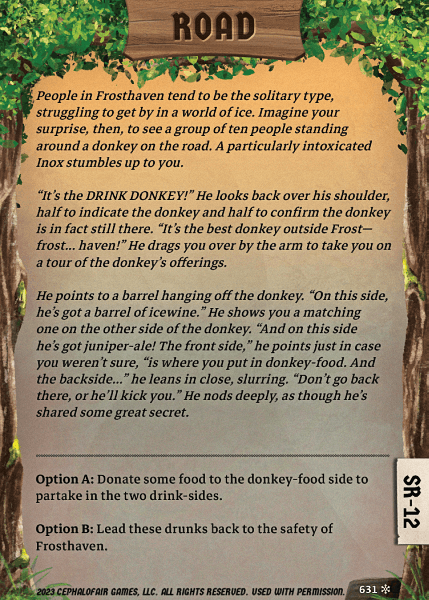 ROAD
People in Frosthaven tend to be the solitary type,
struggling to get by in a world of ice. Imagine your
surprise, then, to see a group of ten people standing
around a donkey on the road. A particularly intoxicated
Inox stumbles up to you.
“It’s the DRINK DONKEY!” He looks back over his shoulder,
half to indicate the donkey and half to confirm the donkey
is in fact still there. “It’s the best donkey outside Frost—
frost... haven!” He drags you over by the arm to take you on
a tour of the donkey’s offerings.
He points to a barrel hanging off the donkey. “On this side,
he’s got a barrel of icewine.” He shows you a matching
one on the other side of the donkey. “And on this side
he’s got juniper-ale! The front side,” he points just in case
you weren’t sure, “is where you put in donkey-food. And
the backside...” he leans in close, slurring. “Don’t go back
there, or he’ll kick you.” He nods deeply, as though he’s
shared some great secret.
Option A: Donate some food to the donkey-food side to
partake in the two drink-sides.
Option B: Lead these drunks back to the safety of
Frosthaven.
SR-12
2023 CEPHALOFAIR GAMES, LLC. ALL RIGHTS RESERVED. USED WITH PERMISSION.
631